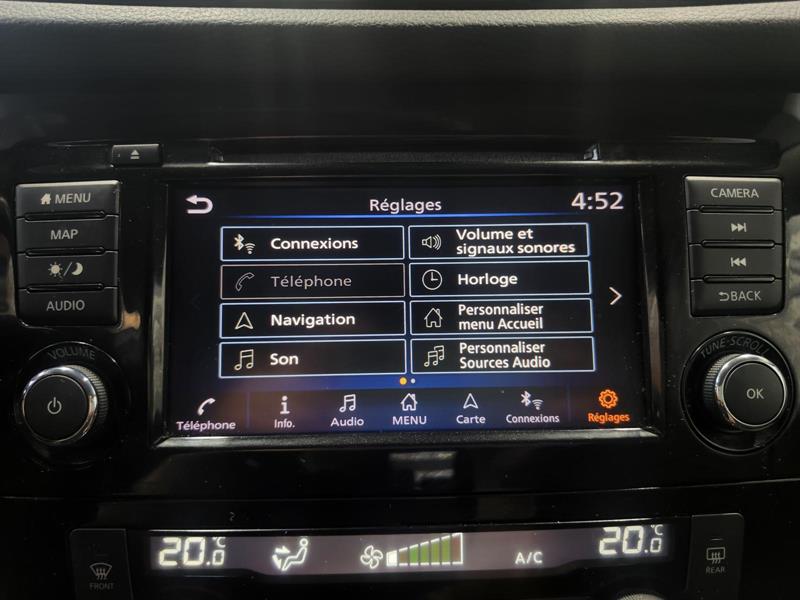 MENU
MAP
AUDIO
VOLUME
Réglages
4:52
Connexions
Volume et
signaux sonores
Téléphone
Horloge
Navigation
Personnaliser
menu Accueil
Son
Personnaliser
Sources Audio
Téléphone
Info.
Audio
MENU
Carte
Connexions
Réglages
CAMERA
BACK
TUNE·SCROLL
OK
FRONT
20.0°C
A/C
20.0°C
REAR